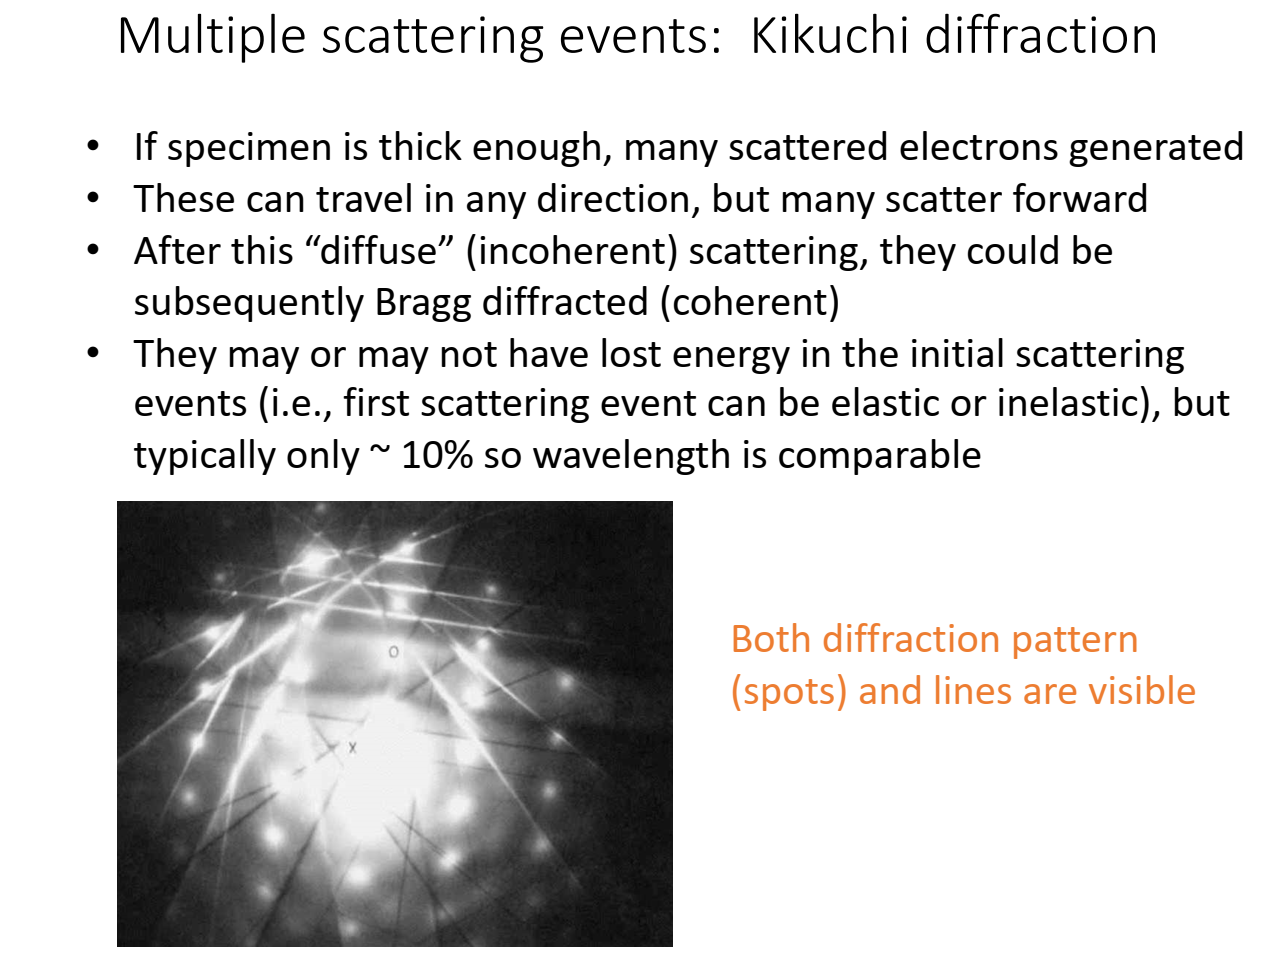 Multiple scattering events:  Kikuchi diffraction
• If specimen is thick enough, many scattered electrons generated
• These can travel in any direction, but many scatter forward
• After this “diffuse” (incoherent) scattering, they could be
subsequently Bragg diffracted (coherent)
• They may or may not have lost energy in the initial scattering
events (i.e., first scattering event can be elastic or inelastic), but
typically only ~ 10% so wavelength is comparable
Both diffraction pattern
(spots) and lines are visible
O
X